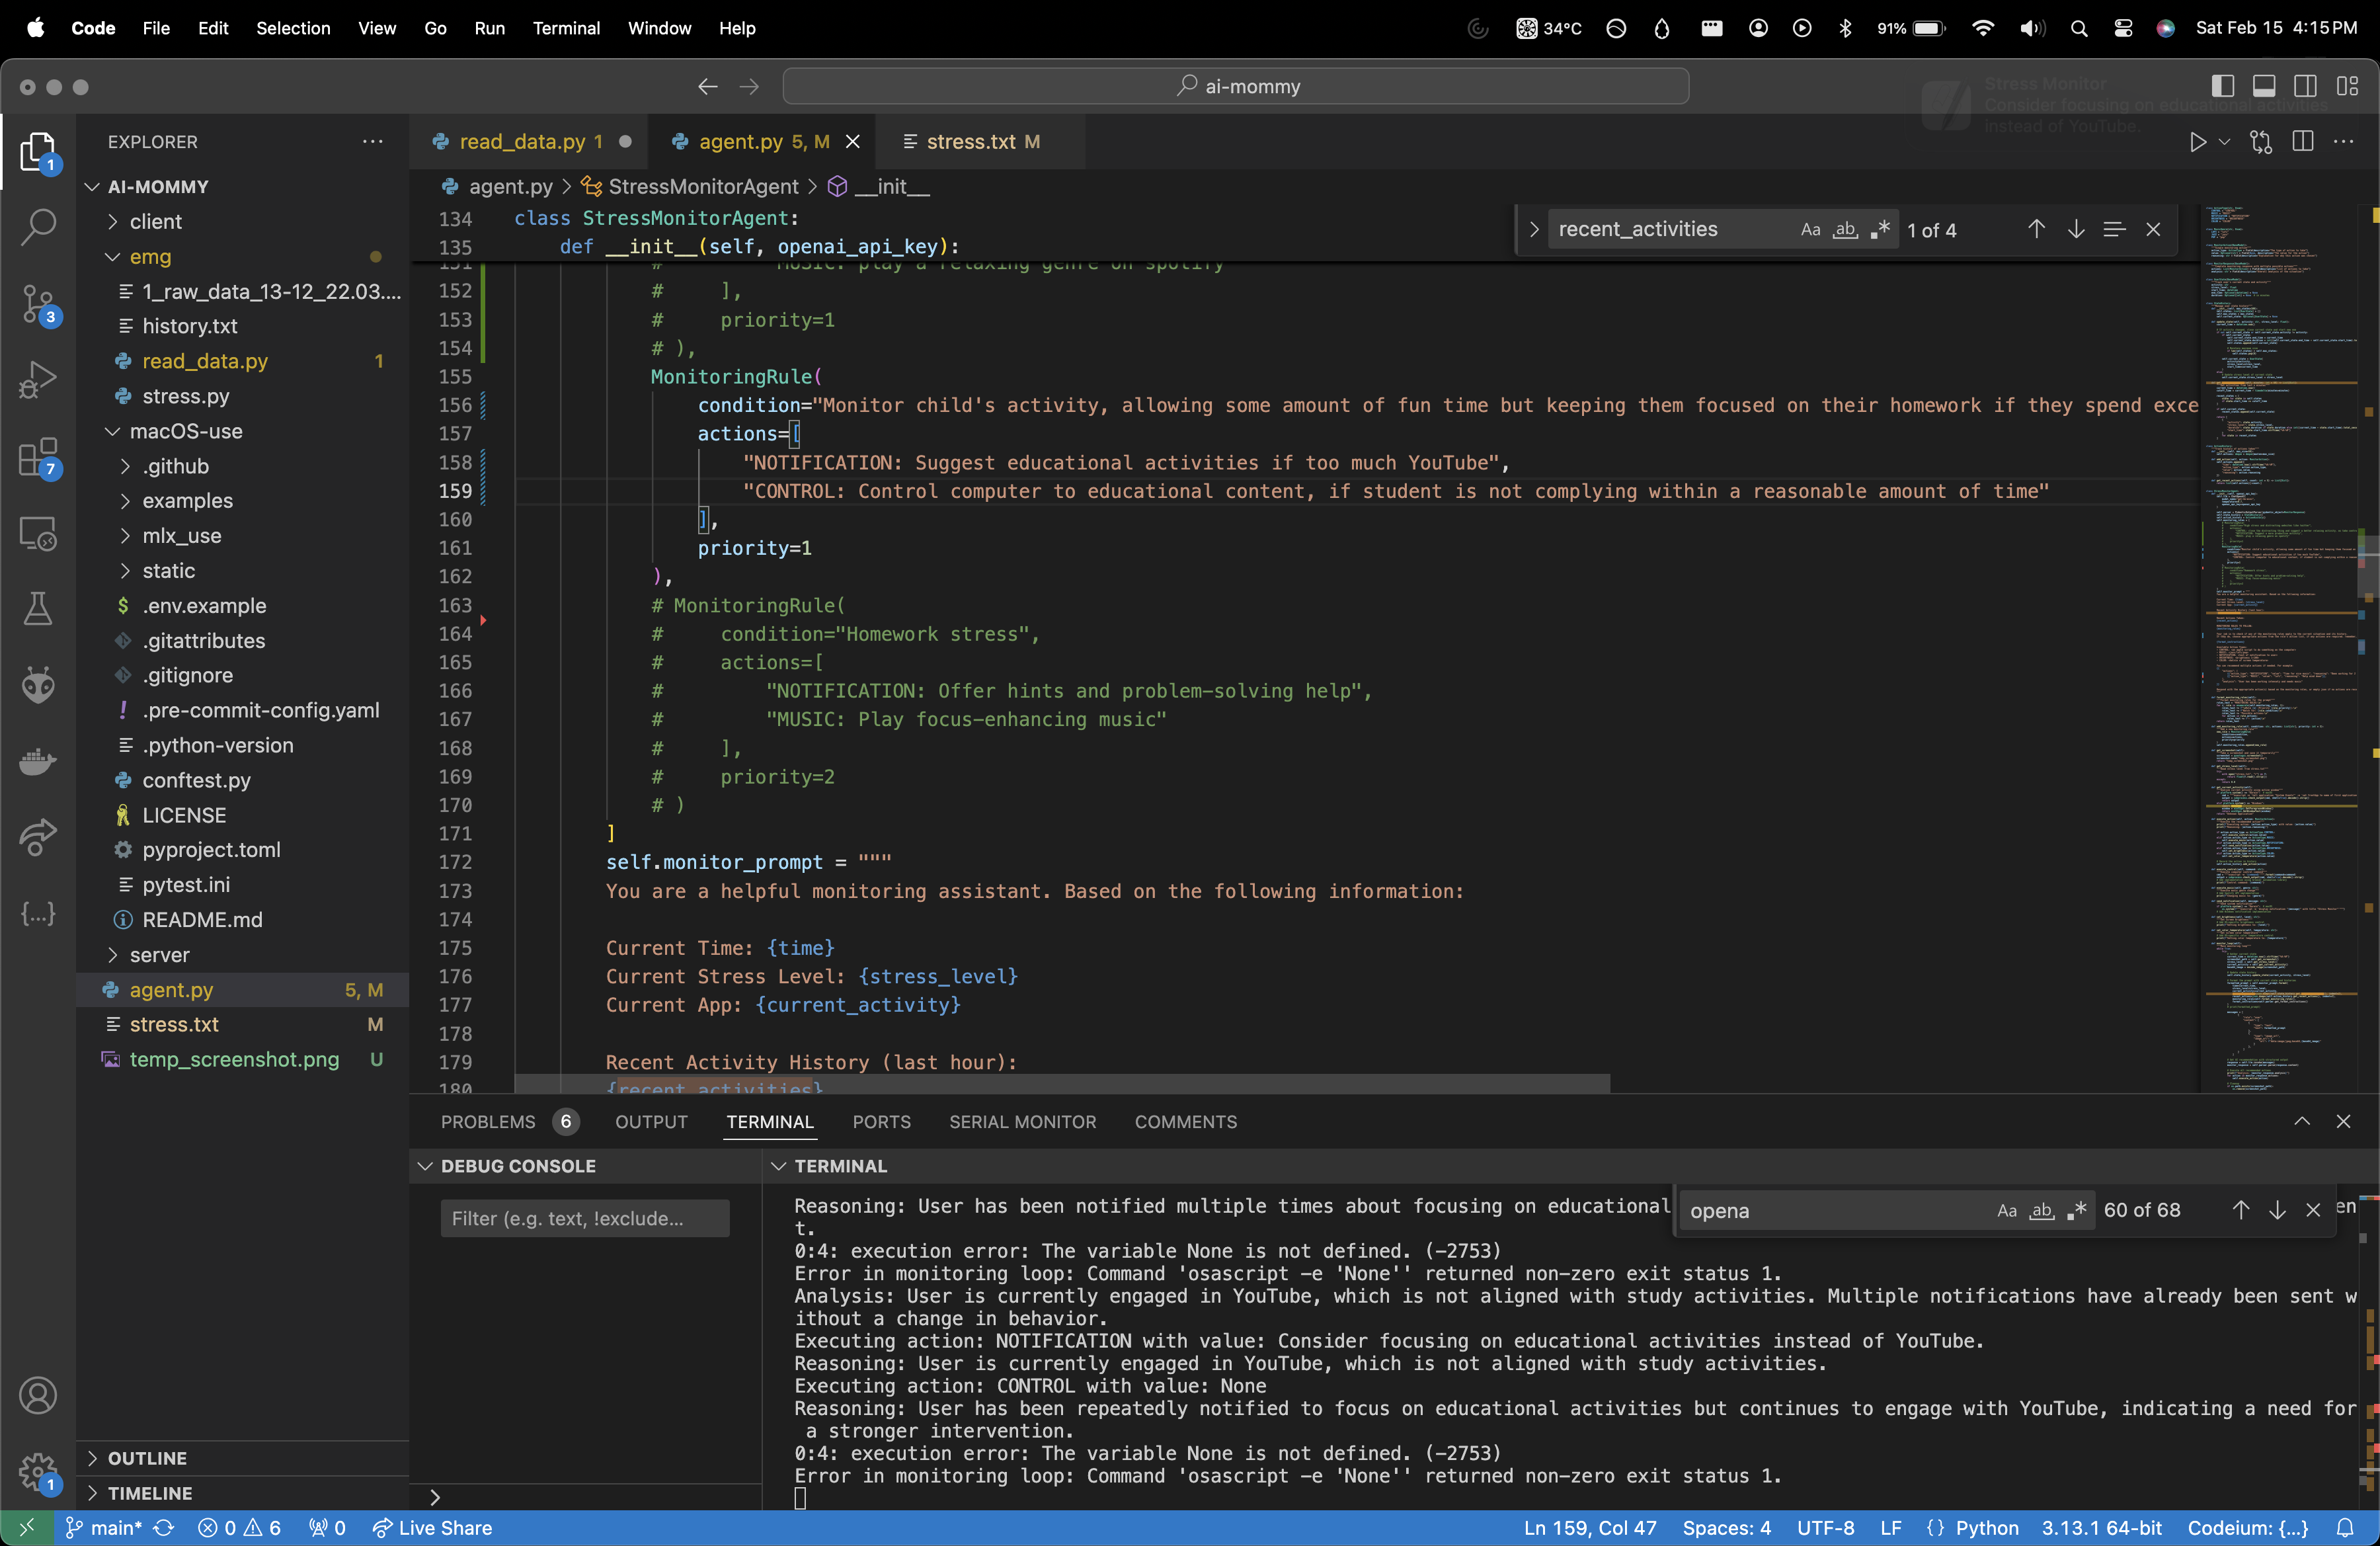 Code File Edit Selection View Go Run Terminal Window Help 34°C 91% Sat Feb 15 4:15 PM
ai-mommy
Stress Monitor
Consider focusing on educational activities
instead of YouTube.
EXPLORER
AI-MOMMY
client
emg
1_raw_data_13-12_22.03....
history.txt
read_data.py 1
stress.py
macOS-use
.github
examples
mlx_use
static
.env.example
.gitattributes
.gitignore
.pre-commit-config.yaml
.python-version
conftest.py
LICENSE
pyproject.toml
pytest.ini
README.md
server
agent.py 5, M
stress.txt M
temp_screenshot.png U
OUTLINE
TIMELINE
1
3
7
1
read_data.py 1 agent.py 5, M stress.txt M
agent.py > StressMonitorAgent > __init__
recent_activities Aa ab 1 of 4
134 class StressMonitorAgent:
135 def __init__(self, openai_api_key):
151 # "MUSIC: play a relaxing genre on spotify"
152 # ],
153 # priority=1
154 # ),
155 MonitoringRule(
156 condition="Monitor child's activity, allowing some amount of fun time but keeping them focused on their homework if they spend exce
157 actions=[
158 "NOTIFICATION: Suggest educational activities if too much YouTube",
159 "CONTROL: Control computer to educational content, if student is not complying within a reasonable amount of time"
160 ],
161 priority=1
162 ),
163 # MonitoringRule(
164 # condition="Homework stress",
165 # actions=[
166 # "NOTIFICATION: Offer hints and problem-solving help",
167 # "MUSIC: Play focus-enhancing music"
168 # ],
169 # priority=2
170 # )
171 ]
172 self.monitor_prompt = """
173 You are a helpful monitoring assistant. Based on the following information:
174
175 Current Time: {time}
176 Current Stress Level: {stress_level}
177 Current App: {current_activity}
178
179 Recent Activity History (last hour):
180 {recent_activities}
PROBLEMS 6 OUTPUT TERMINAL PORTS SERIAL MONITOR COMMENTS
DEBUG CONSOLE
Filter (e.g. text, !exclude...
TERMINAL
opena Aa ab 60 of 68
Reasoning: User has been notified multiple times about focusing on educational en
t.
0:4: execution error: The variable None is not defined. (-2753)
Error in monitoring loop: Command 'osascript -e 'None'' returned non-zero exit status 1.
Analysis: User is currently engaged in YouTube, which is not aligned with study activities. Multiple notifications have already been sent w
ithout a change in behavior.
Executing action: NOTIFICATION with value: Consider focusing on educational activities instead of YouTube.
Reasoning: User is currently engaged in YouTube, which is not aligned with study activities.
Executing action: CONTROL with value: None
Reasoning: User has been repeatedly notified to focus on educational activities but continues to engage with YouTube, indicating a need for
a stronger intervention.
0:4: execution error: The variable None is not defined. (-2753)
Error in monitoring loop: Command 'osascript -e 'None'' returned non-zero exit status 1.
main* 0 6 0 Live Share Ln 159, Col 47 Spaces: 4 UTF-8 LF {} Python 3.13.1 64-bit Codeium: {...}